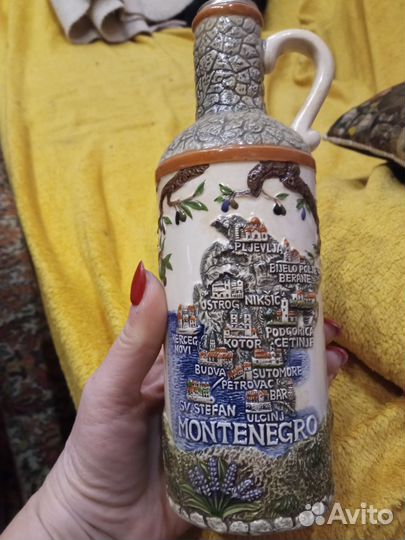 PLJEVLJA
BIJELO POLJE
BERANE
OSTROG NIKŠIĆ
PODGORICA
HERCEG NOVI
KOTOR
CETINJE
BUDVA
SUTOMORE
PETROVAC
BAR
SV. STEFAN
ULCINJ
MONTENEGRO
Avito